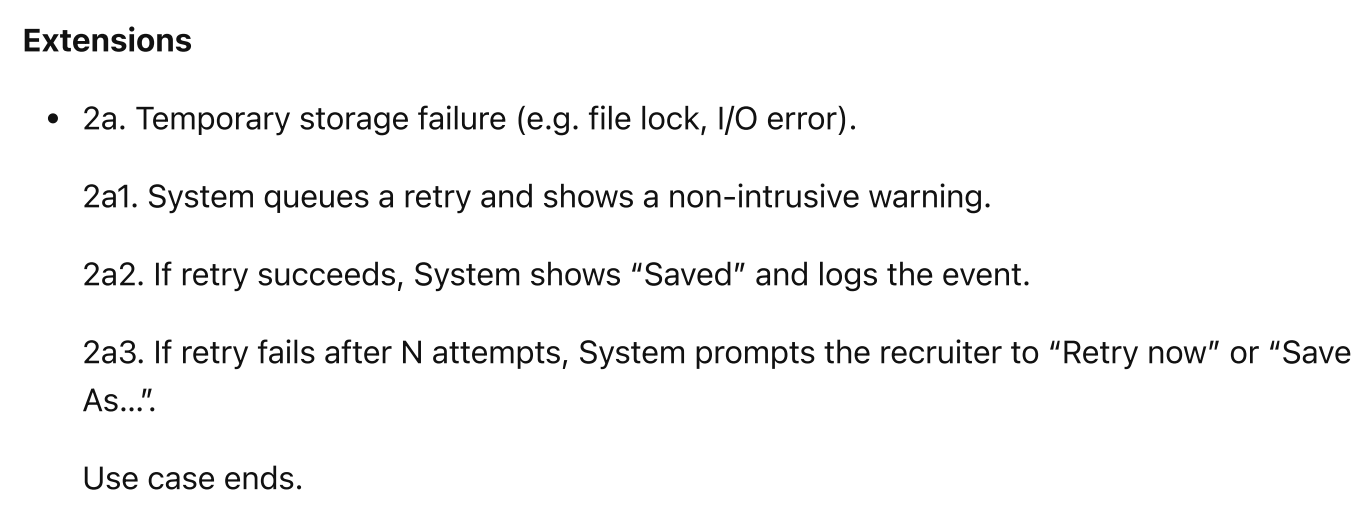 Extensions
• 2a. Temporary storage failure (e.g. file lock, I/O error).
2a1. System queues a retry and shows a non-intrusive warning.
2a2. If retry succeeds, System shows “Saved” and logs the event.
2a3. If retry fails after N attempts, System prompts the recruiter to “Retry now” or “Save
As…”.
Use case ends.